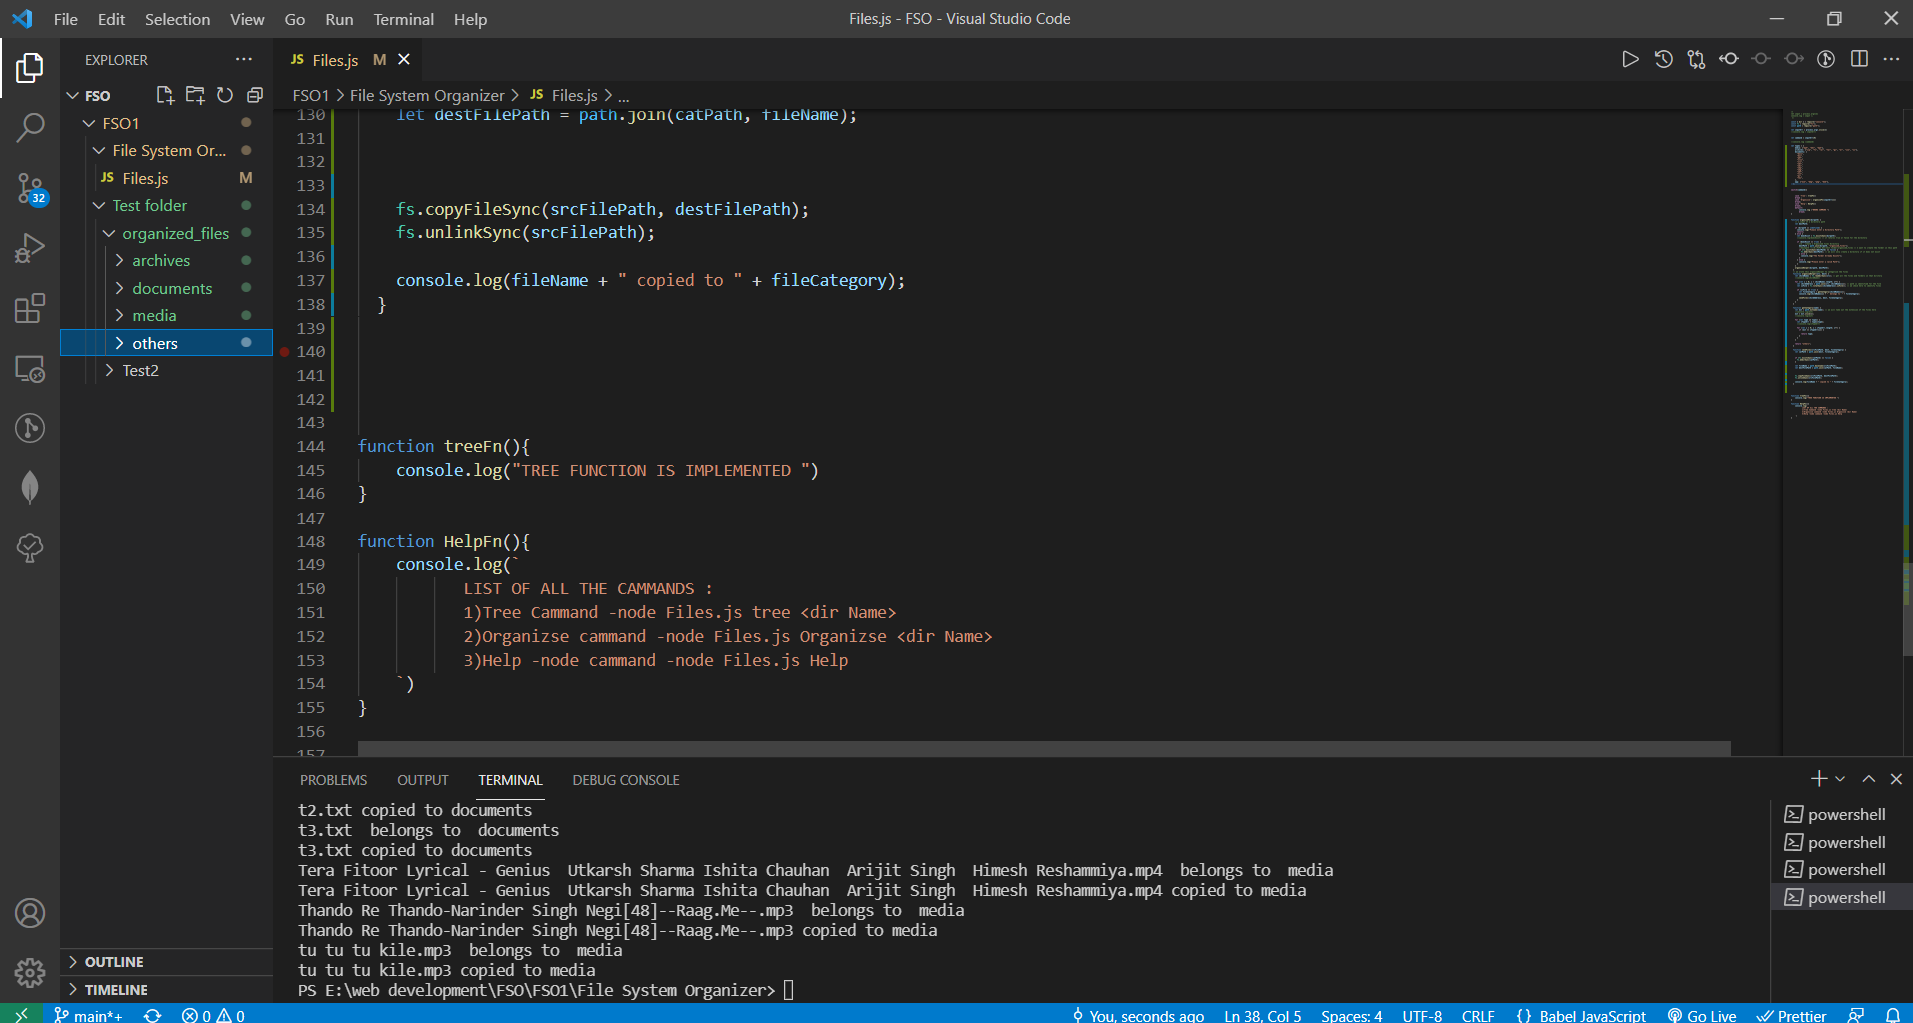 File Edit Selection View Go Run Terminal Help
Files.js - FSO - Visual Studio Code
EXPLORER
FSO
FSO1
File System Or...
JS Files.js M
Test folder
organized_files
archives
documents
media
others
Test2
OUTLINE
TIMELINE
32
JS Files.js M
FSO1 > File System Organizer > JS Files.js > ...
130 let destFilePath = path.join(catPath, fileName);
131
132
133
134 fs.copyFileSync(srcFilePath, destFilePath);
135 fs.unlinkSync(srcFilePath);
136
137 console.log(fileName + " copied to " + fileCategory);
138 }
139
140
141
142
143
144 function treeFn(){
145 console.log("TREE FUNCTION IS IMPLEMENTED ")
146 }
147
148 function HelpFn(){
149 console.log(`
150 LIST OF ALL THE CAMMANDS :
151 1)Tree Cammand -node Files.js tree <dir Name>
152 2)Organizse cammand -node Files.js Organizse <dir Name>
153 3)Help -node cammand -node Files.js Help
154 `)
155 }
156
157
PROBLEMS OUTPUT TERMINAL DEBUG CONSOLE
t2.txt copied to documents
t3.txt  belongs to  documents
t3.txt copied to documents
Tera Fitoor Lyrical - Genius  Utkarsh Sharma Ishita Chauhan  Arijit Singh  Himesh Reshammiya.mp4  belongs to  media
Tera Fitoor Lyrical - Genius  Utkarsh Sharma Ishita Chauhan  Arijit Singh  Himesh Reshammiya.mp4 copied to media
Thando Re Thando-Narinder Singh Negi[48]--Raag.Me--.mp3  belongs to  media
Thando Re Thando-Narinder Singh Negi[48]--Raag.Me--.mp3 copied to media
tu tu tu kile.mp3  belongs to  media
tu tu tu kile.mp3 copied to media
PS E:\web development\FSO\FSO1\File System Organizer>
powershell
powershell
powershell
powershell
main*+ 0 0 You, seconds ago Ln 38, Col 5 Spaces: 4 UTF-8 CRLF {} Babel JavaScript Go Live Prettier